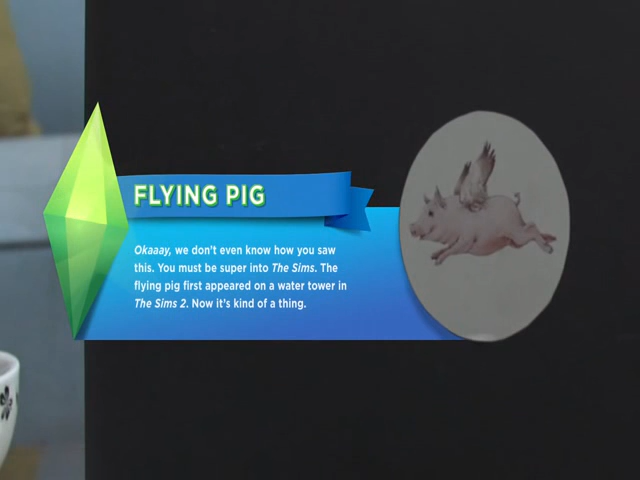 FLYING PIG
Okaaay, we don't even know how you saw
this. You must be super into The Sims. The
flying pig first appeared on a water tower in
The Sims 2. Now it's kind of a thing.